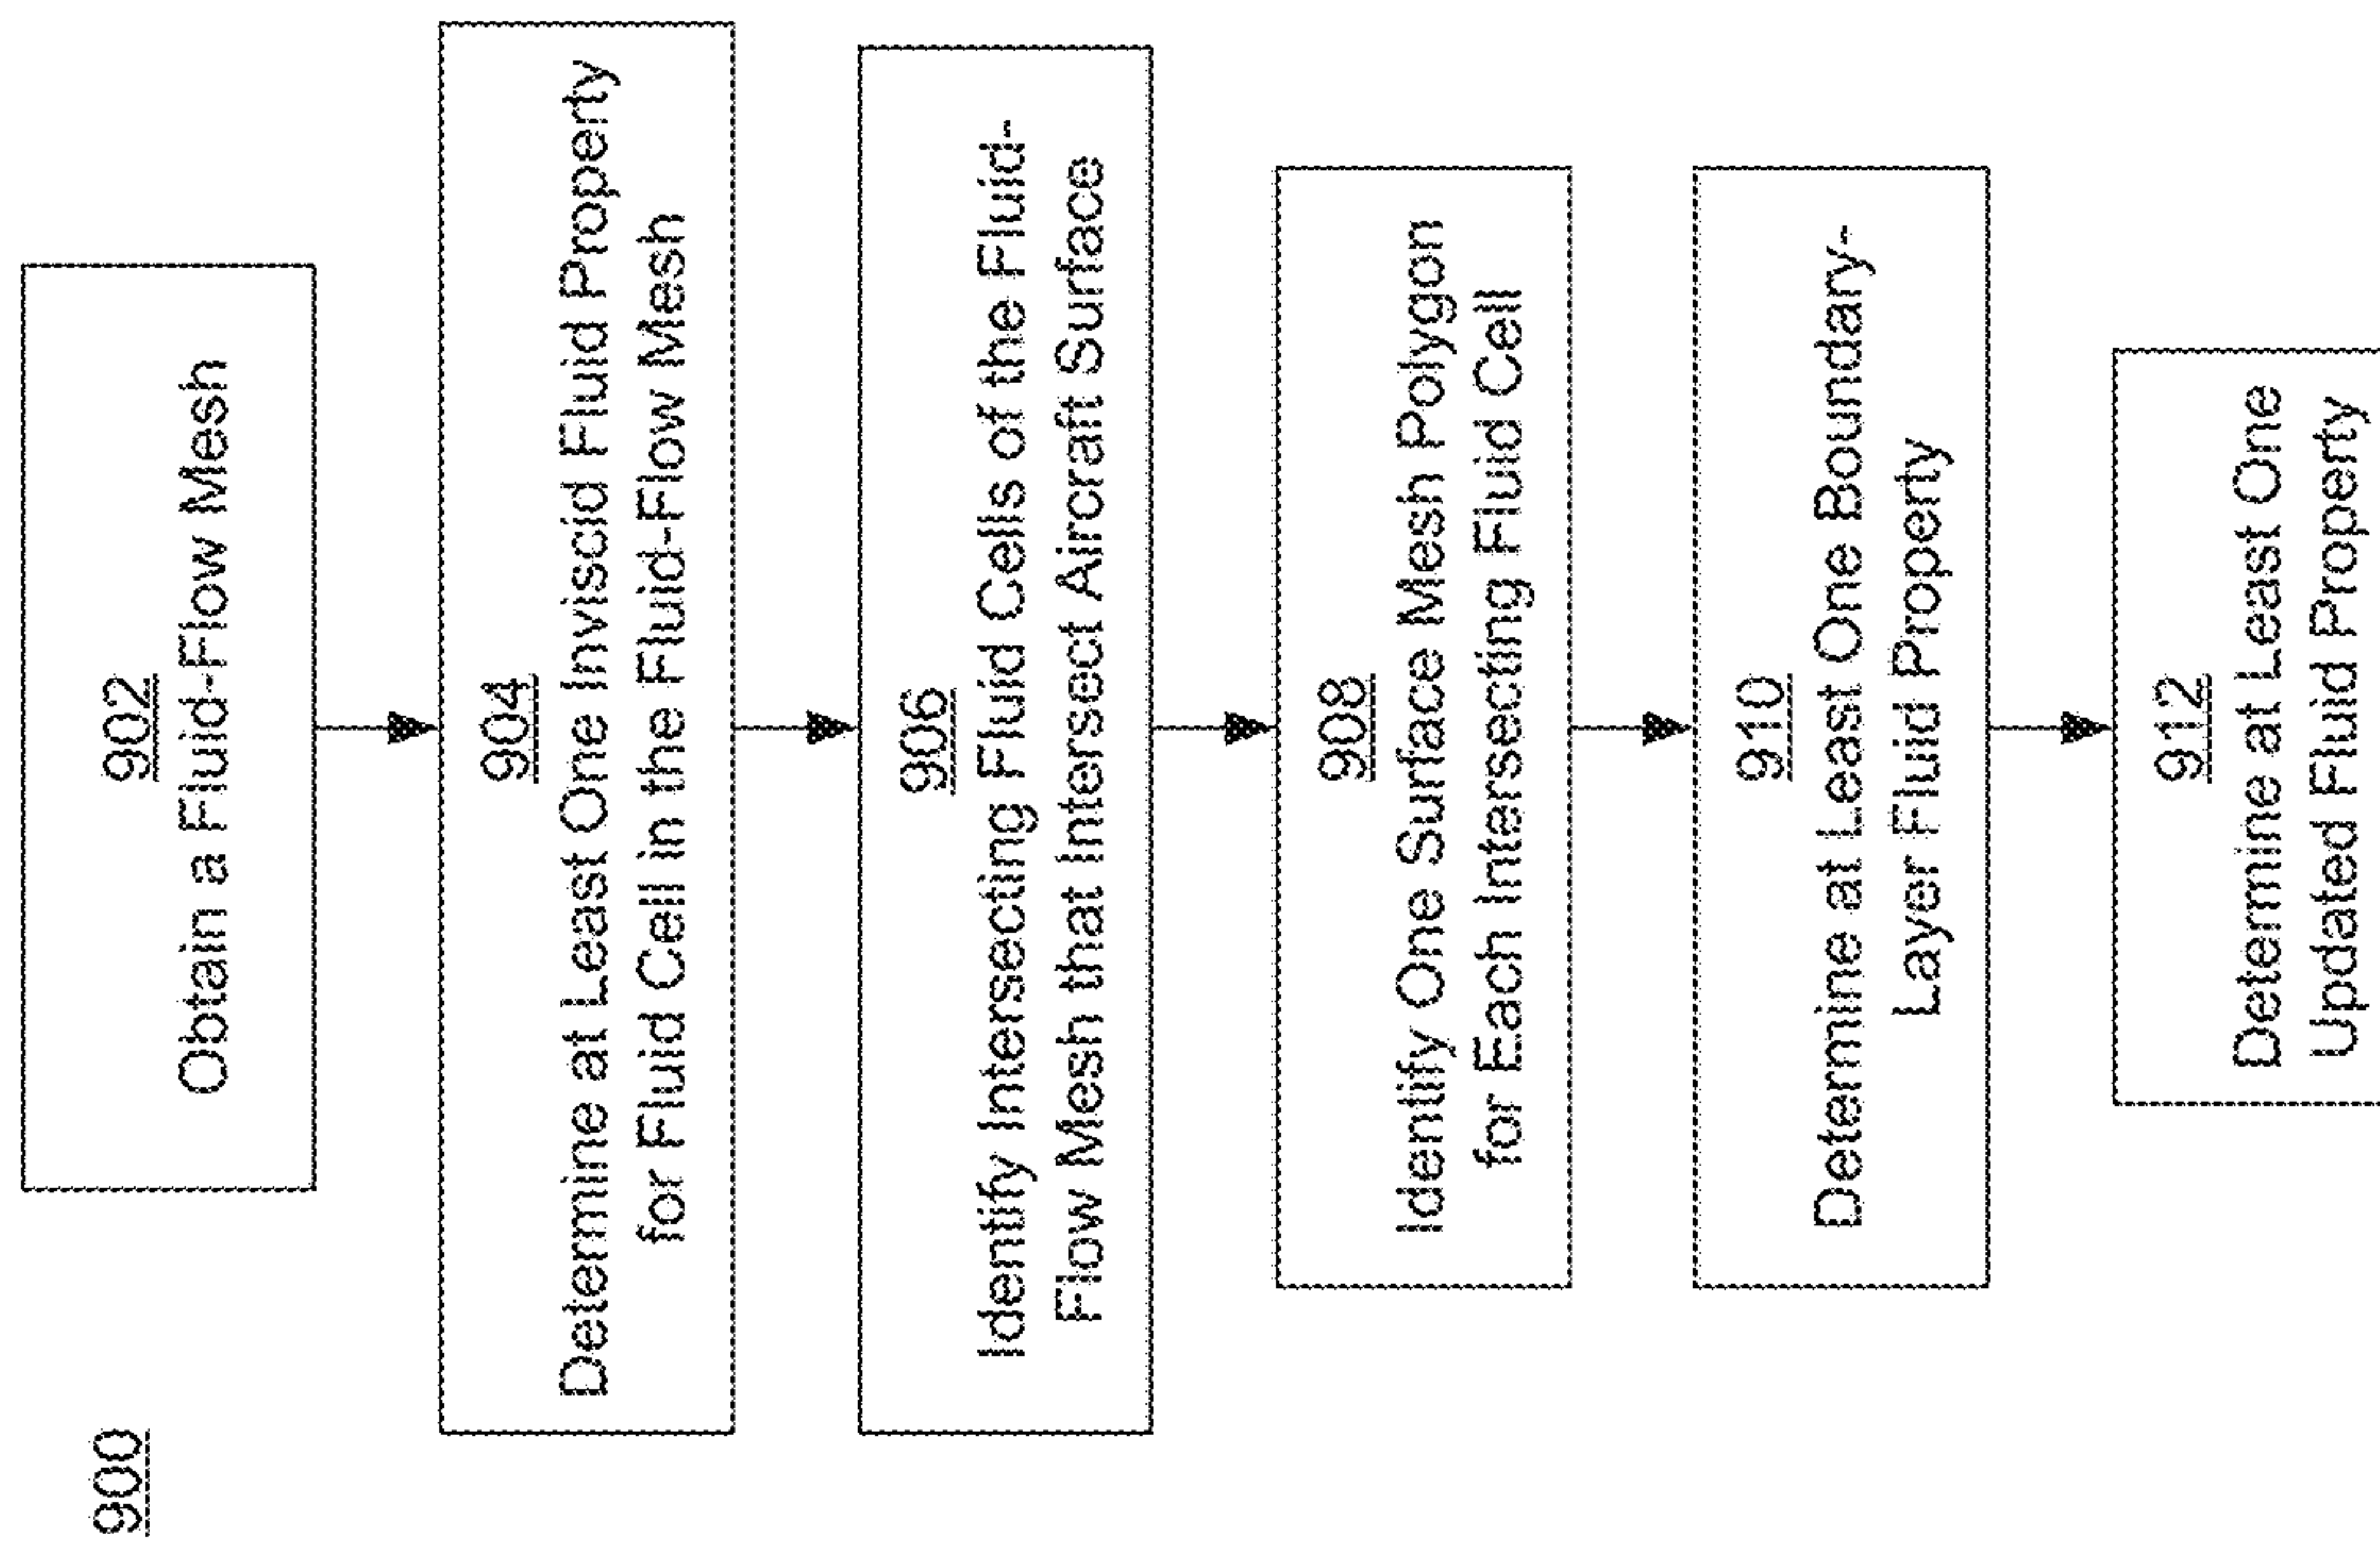 900
902
Obtain a Fluid-Flow Mesh
904
Determine at Least One Inviscid Fluid Property
for Fluid Cell in the Fluid-Flow Mesh
906
Identify Intersecting Fluid Cells of the Fluid-
Flow Mesh that Intersect Aircraft Surface
908
Identify One Surface Mesh Polygon
for Each Intersecting Fluid Cell
910
Determine at Least One Boundary-
Layer Fluid Property
912
Determine at Least One
Updated Fluid Property